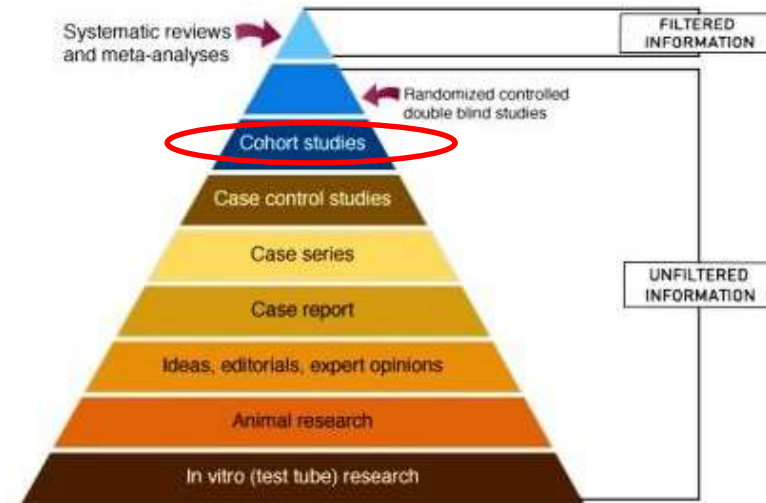 Systematic reviews
and meta-analyses
FILTERED
INFORMATION
Randomized controlled
double blind studies
Cohort studies
Case control studies
Case series
UNFILTERED
INFORMATION
Case report
Ideas, editorials, expert opinions
Animal research
In vitro (test tube) research